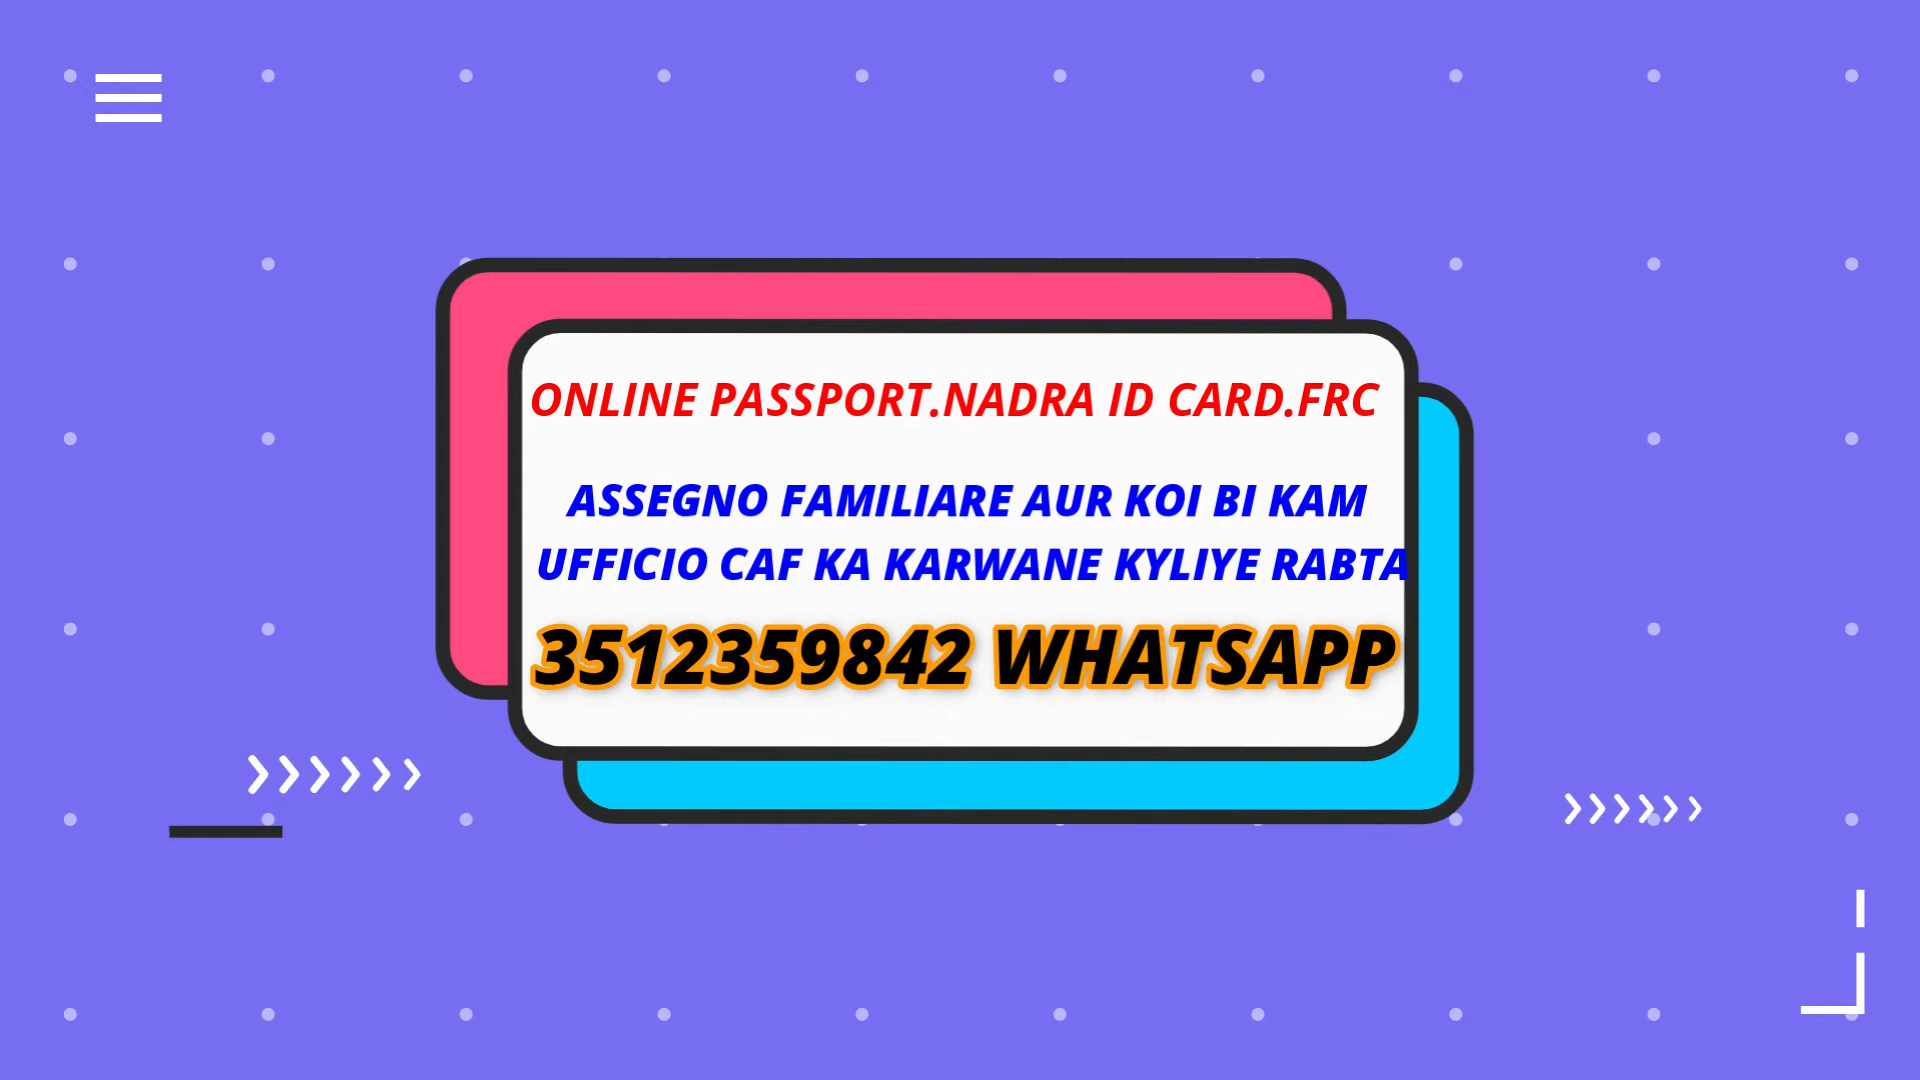 ONLINE PASSPORT.NADRA ID CARD.FRC
ASSEGNO FAMILIARE AUR KOI BI KAM
UFFICIO CAF KA KARWANE KYLIYE RABTA
3512359842 WHATSAPP